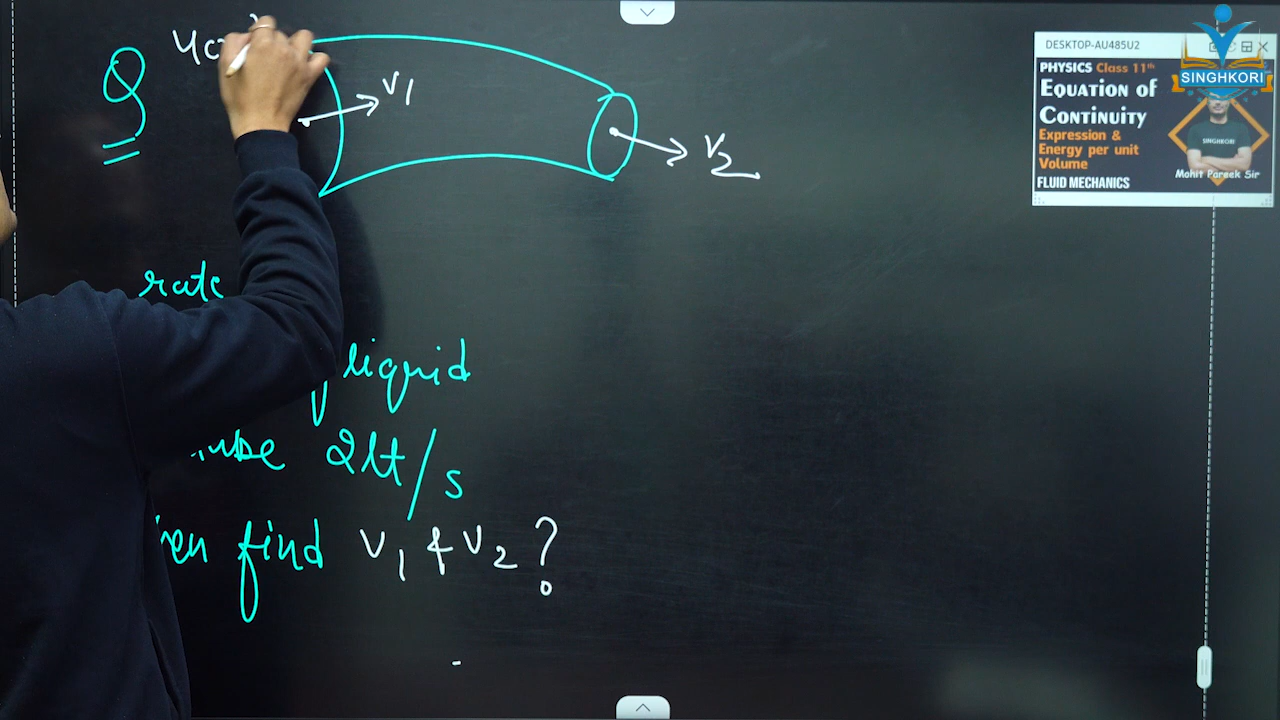 Q
v1
v2
rate
liquid
2lt/s
find v1 & v2 ?
DESKTOP-AU485U2
PHYSICS Class 11th
EQUATION OF
CONTINUITY
Expression &
Energy per unit
Volume
FLUID MECHANICS
SINGHKORI
Mohit Pareek Sir
SINGHKORI